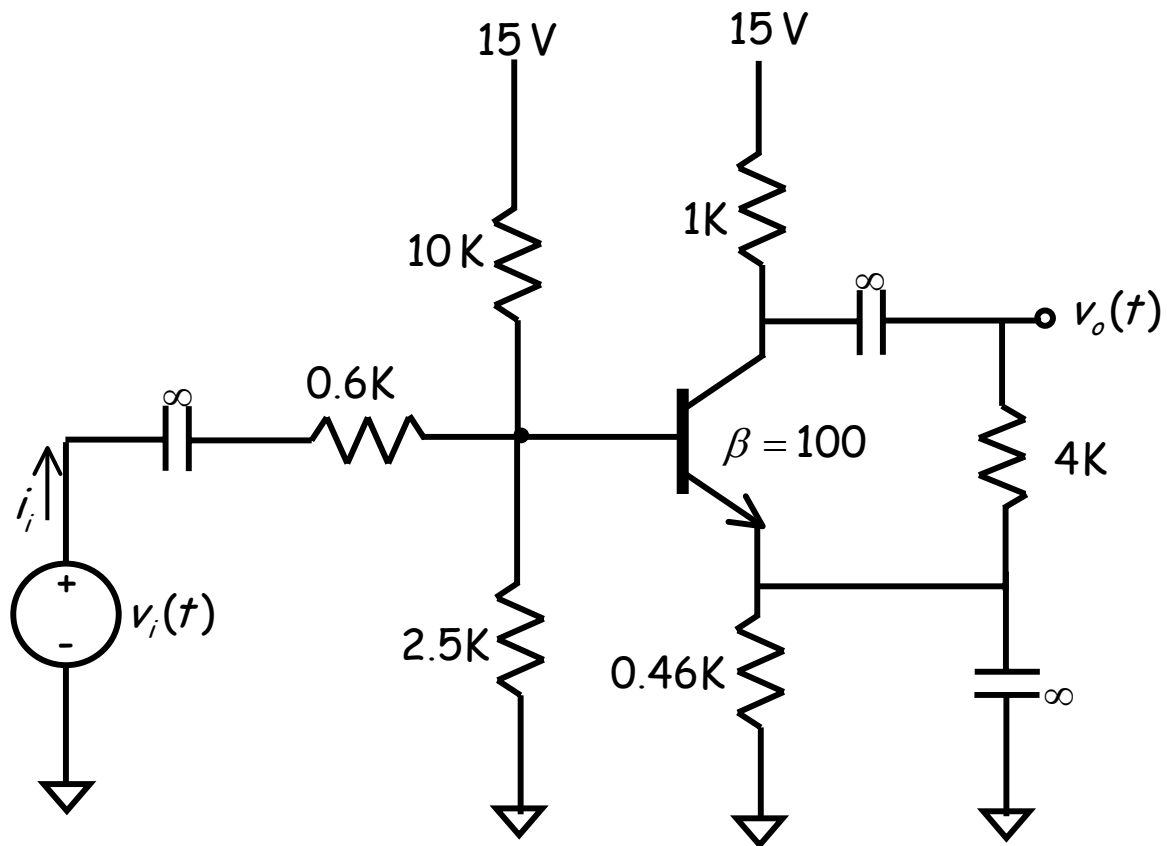 15 V
15 V
1K
10 K
∞
v_o(t)
0.6K
∞
β = 100
4K
i_i
+
v_i(t)
-
2.5K
0.46K
∞